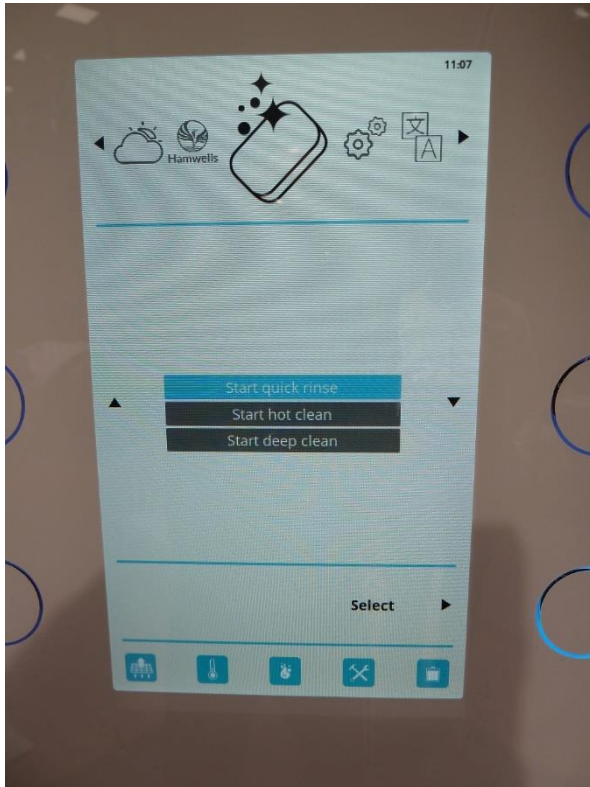 11:07
Hamwells
文
A
Start quick rinse
Start hot clean
Start deep clean
Select